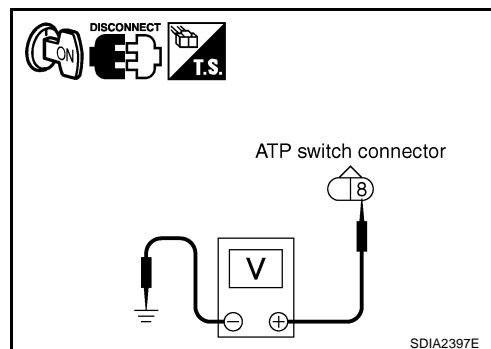 DISCONNECT
ON
T.S.
ATP switch connector
8
V
− +
SDIA2397E